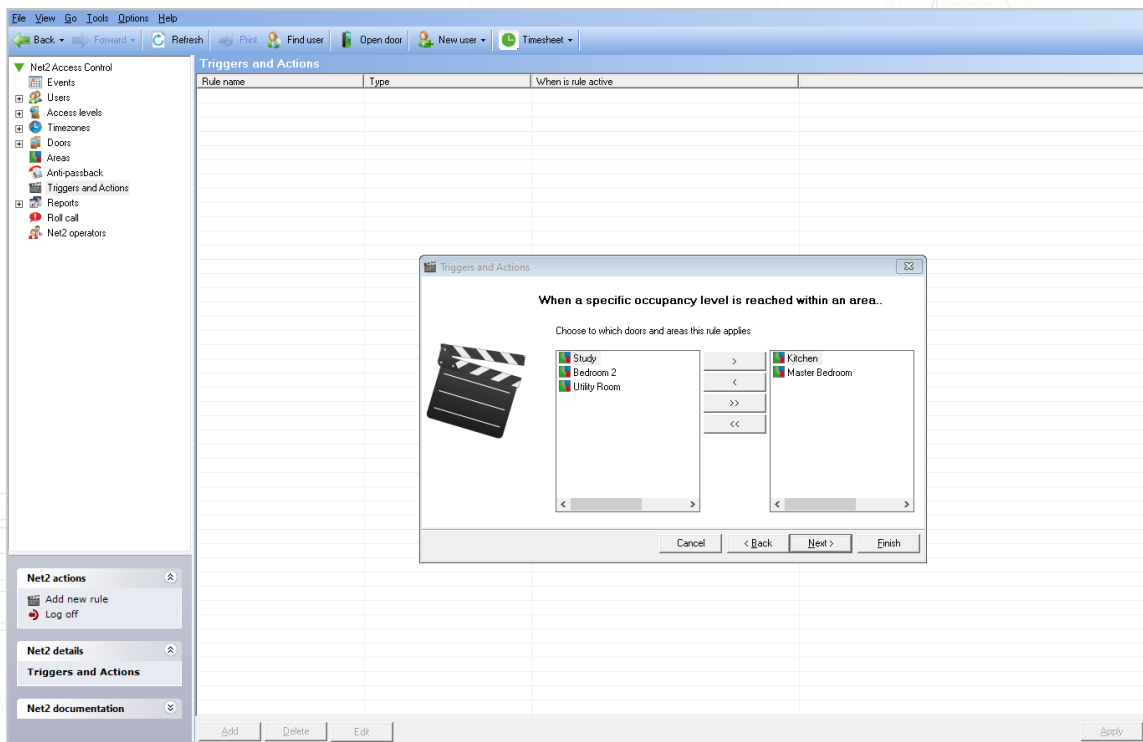 File View Go Tools Options Help
Back Forward Refresh Print Find user Open door New user Timesheet
Net2 Access Control
Events
Users
Access levels
Timezones
Doors
Areas
Anti-passback
Triggers and Actions
Reports
Roll call
Net2 operators
Triggers and Actions
Rule name Type When is rule active
Triggers and Actions
When a specific occupancy level is reached within an area..
Choose to which doors and areas this rule applies
Study
Bedroom 2
Utility Room
>
<
>>
<<
Kitchen
Master Bedroom
Cancel < Back Next > Finish
Net2 actions
Add new rule
Log off
Net2 details
Triggers and Actions
Net2 documentation
Add Delete Edit Apply